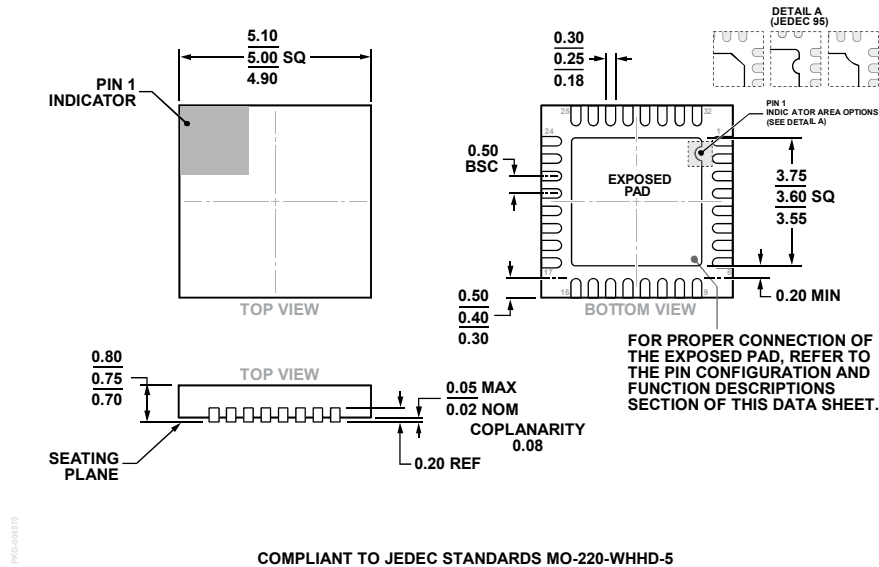 DETAIL A
(JEDEC 95)
5.10
5.00 SQ
4.90
0.30
0.25
0.18
PIN 1
INDICATOR
PIN 1
INDIC ATOR AREA OPTIONS
(SEE DETAIL A)
25
32
24
1
0.50
BSC
EXPOSED
PAD
3.75
3.60 SQ
3.55
17
8
16
9
0.20 MIN
TOP VIEW
BOTTOM VIEW
0.50
0.40
0.30
FOR PROPER CONNECTION OF
THE EXPOSED PAD, REFER TO
THE PIN CONFIGURATION AND
FUNCTION DESCRIPTIONS
SECTION OF THIS DATA SHEET.
0.80
0.75
0.70
TOP VIEW
0.05 MAX
0.02 NOM
COPLANARITY
0.08
SEATING
PLANE
0.20 REF
PKG-004570
COMPLIANT TO JEDEC STANDARDS MO-220-WHHD-5